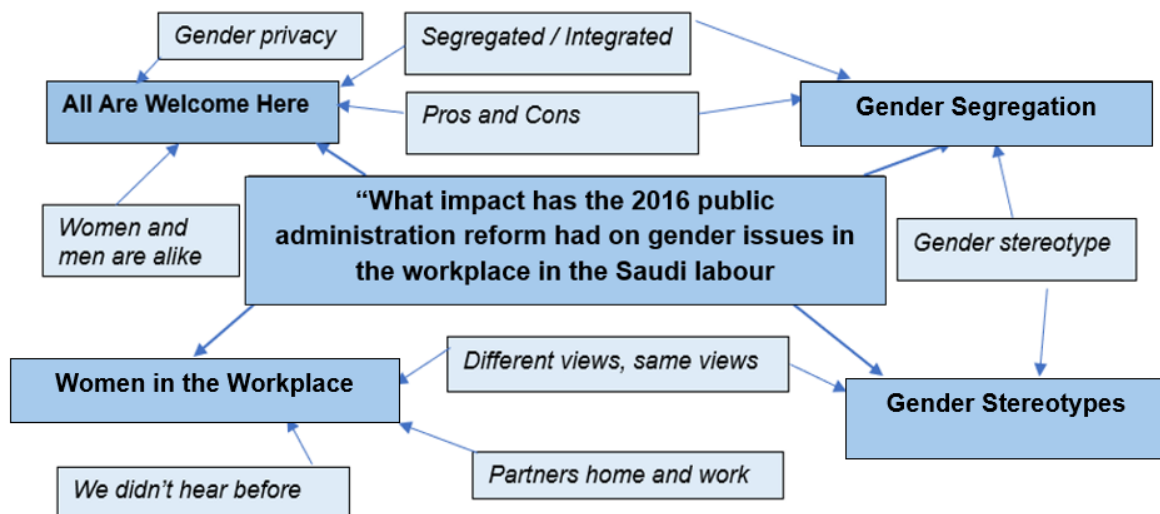 Gender privacy
Segregated / Integrated
All Are Welcome Here
Pros and Cons
Gender Segregation
Women and
men are alike
“What impact has the 2016 public
administration reform had on gender issues in
the workplace in the Saudi labour
Gender stereotype
Women in the Workplace
Different views, same views
Gender Stereotypes
We didn’t hear before
Partners home and work